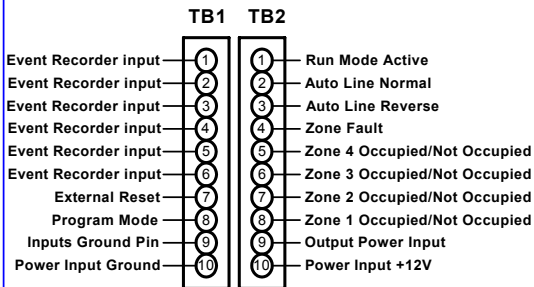 TB1 TB2
Event Recorder input 1 1 Run Mode Active
Event Recorder input 2 2 Auto Line Normal
Event Recorder input 3 3 Auto Line Reverse
Event Recorder input 4 4 Zone Fault
Event Recorder input 5 5 Zone 4 Occupied/Not Occupied
Event Recorder input 6 6 Zone 3 Occupied/Not Occupied
External Reset 7 7 Zone 2 Occupied/Not Occupied
Program Mode 8 8 Zone 1 Occupied/Not Occupied
Inputs Ground Pin 9 9 Output Power Input
Power Input Ground 10 10 Power Input +12V